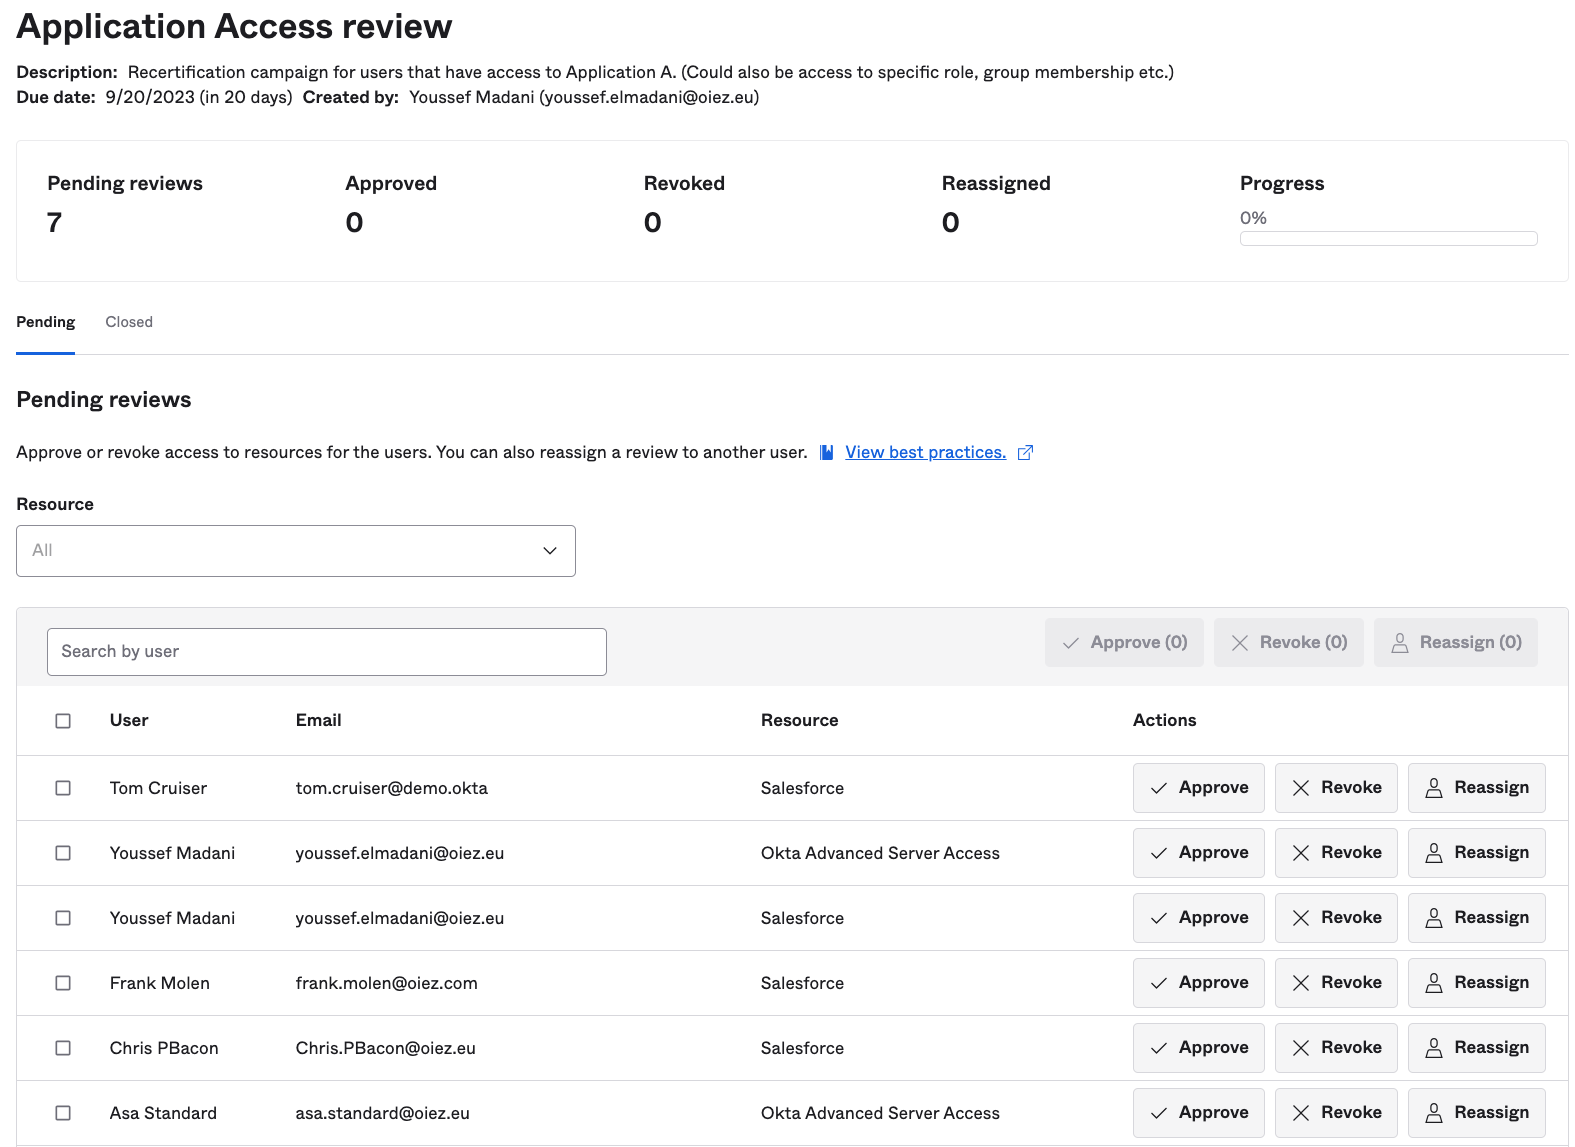 Application Access review
Description: Recertification campaign for users that have access to Application A. (Could also be access to specific role, group membership etc.)
Due date: 9/20/2023 (in 20 days) Created by: Youssef Madani (youssef.elmadani@oiez.eu)
Pending reviews Approved Revoked Reassigned Progress
7 0 0 0 0%
Pending Closed
Pending reviews
Approve or revoke access to resources for the users. You can also reassign a review to another user. View best practices.
Resource
All
Search by user Approve (0) Revoke (0) Reassign (0)
User Email Resource Actions
Tom Cruiser tom.cruiser@demo.okta Salesforce Approve Revoke Reassign
Youssef Madani youssef.elmadani@oiez.eu Okta Advanced Server Access Approve Revoke Reassign
Youssef Madani youssef.elmadani@oiez.eu Salesforce Approve Revoke Reassign
Frank Molen frank.molen@oiez.com Salesforce Approve Revoke Reassign
Chris PBacon Chris.PBacon@oiez.eu Salesforce Approve Revoke Reassign
Asa Standard asa.standard@oiez.eu Okta Advanced Server Access Approve Revoke Reassign